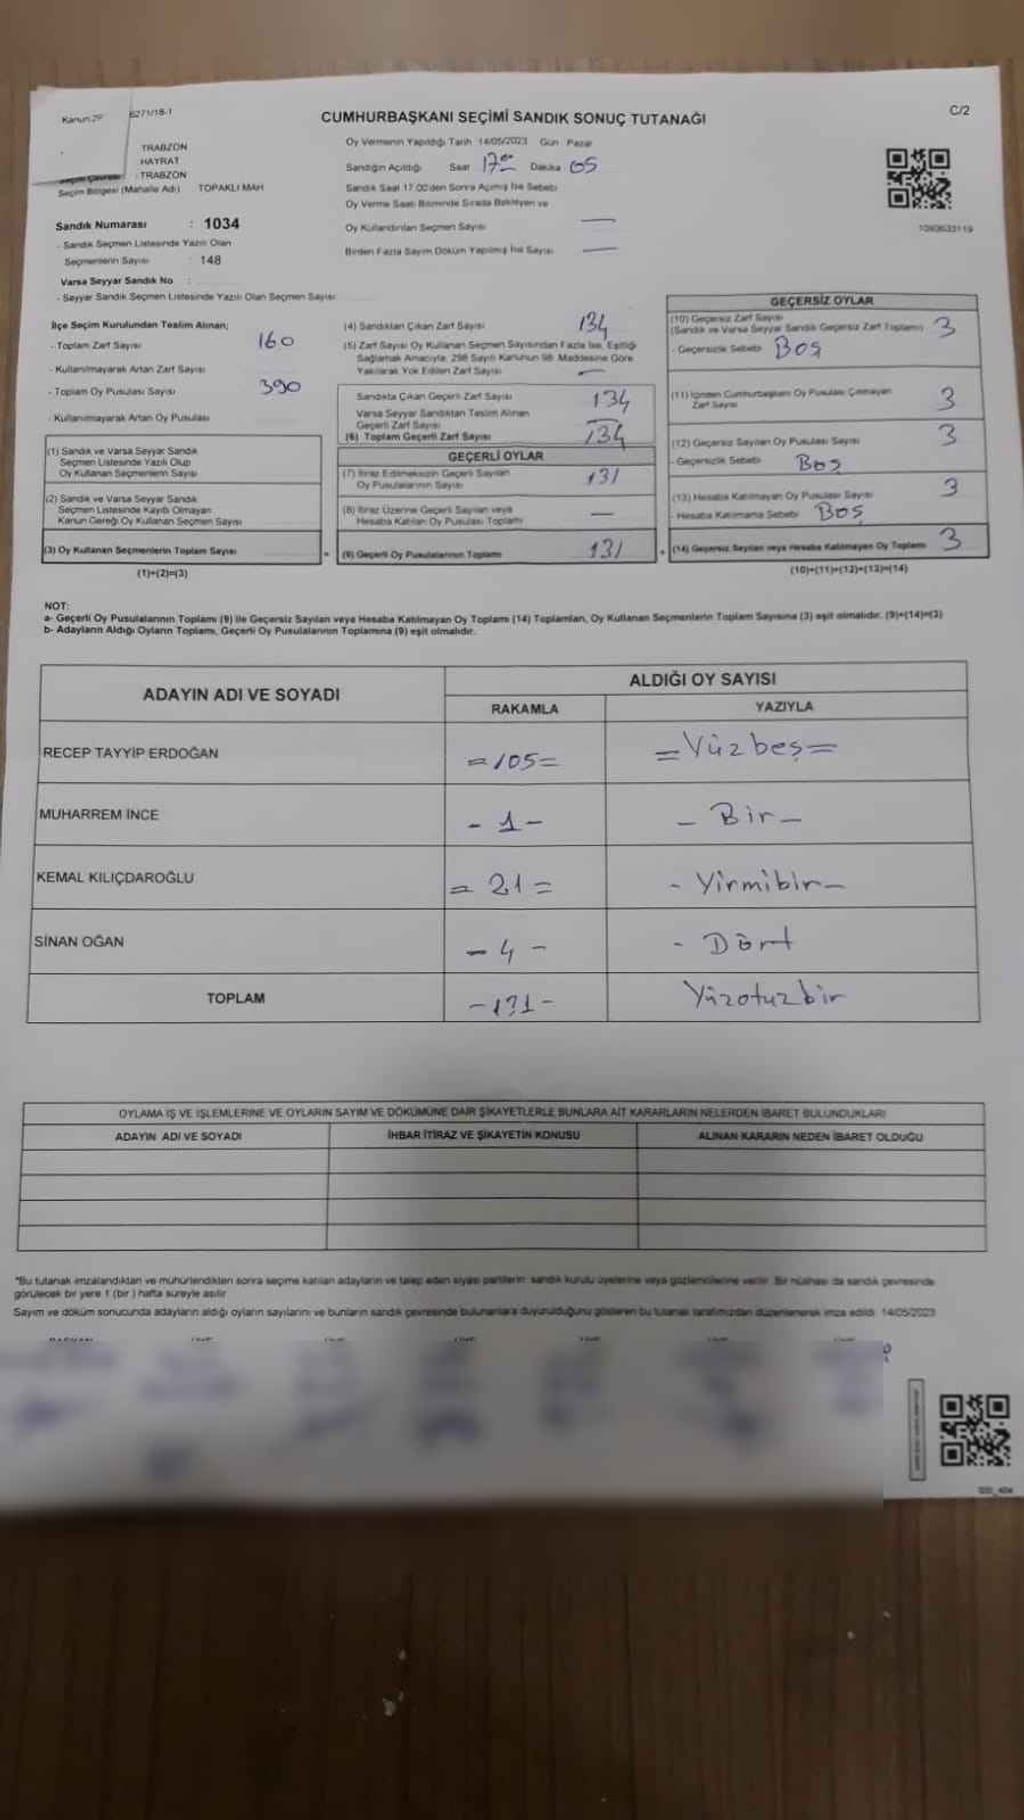 6271/18-1
CUMHURBAŞKANI SEÇİMİ SANDIK SONUÇ TUTANAĞI
C/2
TRABZON
HAYRAT
: TRABZON
Seçim Bölgesi (Mahalle Adı) TOPAKLI MAH
Sandık Numarası : 1034
- Sandık Seçmen Listesinde Yazılı Olan
Seçmenlerin Sayısı : 148
Varsa Seyyar Sandık No :
- Seyyar Sandık Seçmen Listesinde Yazılı Olan Seçmen Sayısı:
Oy Vermenin Yapıldığı Tarih 14/05/2023 Gün Pazar
Sandığın Açıldığı Saat 17 Dakika 05
Sandık Saat 17:00'den Sonra Açılmış İse Sebebi
Oy Verme Saati Bitiminde Sırada Bekleyen ve
Oy Kullandırılan Seçmen Sayısı —
Birden Fazla Sayım Döküm Yapılmış İse Sayısı —
İlçe Seçim Kurulundan Teslim Alınan;
- Toplam Zarf Sayısı 160
- Kullanılmayarak Artan Zarf Sayısı
- Toplam Oy Pusulası Sayısı 390
- Kullanılmayarak Artan Oy Pusulası
(1) Sandık ve Varsa Seyyar Sandık
Seçmen Listesinde Yazılı Olup
Oy Kullanan Seçmenlerin Sayısı
(2) Sandık ve Varsa Seyyar Sandık
Seçmen Listesinde Kayıtlı Olmayan
Kanun Gereği Oy Kullanan Seçmen Sayısı
(3) Oy Kullanan Seçmenlerin Toplam Sayısı
(1)+(2)=(3)
(4) Sandıktan Çıkan Zarf Sayısı 134
(5) Zarf Sayısı Oy Kullanan Seçmen Sayısından Fazla İse, Eşitliği
Sağlamak Amacıyla, 298 Sayılı Kanunun 98. Maddesine Göre
Yakılarak Yok Edilen Zarf Sayısı —
Sandıkta Çıkan Geçerli Zarf Sayısı 134
Varsa Seyyar Sandıktan Teslim Alınan
Geçerli Zarf Sayısı —
(6) Toplam Geçerli Zarf Sayısı 134
GEÇERLİ OYLAR
(7) İtiraz Edilmeksizin Geçerli Sayılan
Oy Pusulalarının Sayısı 131
(8) İtiraz Üzerine Geçerli Sayılan veya
Hesaba Katılan Oy Pusulası Toplamı —
(9) Geçerli Oy Pusulalarının Toplamı 131
GEÇERSİZ OYLAR
(10) Geçersiz Zarf Sayısı
(Sandık ve Varsa Seyyar Sandık Geçersiz Zarf Toplamı) 3
- Geçersizlik Sebebi BOŞ
(11) İçinden Cumhurbaşkanı Oy Pusulası Çıkmayan
Zarf Sayısı 3
(12) Geçersiz Sayılan Oy Pusulası Sayısı 3
- Geçersizlik Sebebi BOŞ
(13) Hesaba Katılmayan Oy Pusulası Sayısı 3
- Hesaba Katılmama Sebebi BOŞ
(14) Geçersiz Sayılan veya Hesaba Katılmayan Oy Toplamı 3
(10)+(11)+(12)+(13)=(14)
NOT:
a- Geçerli Oy Pusulalarının Toplamı (9) ile Geçersiz Sayılan veya Hesaba Katılmayan Oy Toplamı (14) Toplamları, Oy Kullanan Seçmenlerin Toplam Sayısına (3) eşit olmalıdır. (9)+(14)=(3)
b- Adayların Aldığı Oyların Toplamı, Geçerli Oy Pusulalarının Toplamına (9) eşit olmalıdır.
ADAYIN ADI VE SOYADI
ALDIĞI OY SAYISI
RAKAMLA YAZIYLA
RECEP TAYYİP ERDOĞAN =105= =Yüzbeş=
MUHARREM İNCE -1- -Bir-
KEMAL KILIÇDAROĞLU =21= -Yirmibir-
SİNAN OĞAN -4- -Dört
TOPLAM -131- Yüzotuzbir
OYLAMA İŞ VE İŞLEMLERİNE VE OYLARIN SAYIM VE DÖKÜMÜNE DAİR ŞİKAYETLERLE BUNLARA AİT KARARLARIN NELERDEN İBARET BULUNDUKLARI
ADAYIN ADI VE SOYADI İHBAR İTİRAZ VE ŞİKAYETİN KONUSU ALINAN KARARIN NEDEN İBARET OLDUĞU
*Bu tutanak imzalandıktan ve mühürlendikten sonra seçime katılan adayların ve talep eden siyasi partilerin sandık kurulu üyelerine veya gözlemcilerine verilir. Bir nüshası da sandık çevresinde
görülecek bir yere 1 (bir) hafta süreyle asılır
Sayım ve döküm sonucunda adayların aldığı oyların sayılarını ve bunların sandık çevresinde bulunanlara duyurulduğunu gösteren bu tutanak tarafımızdan düzenlenerek imza edildi. 14/05/2023